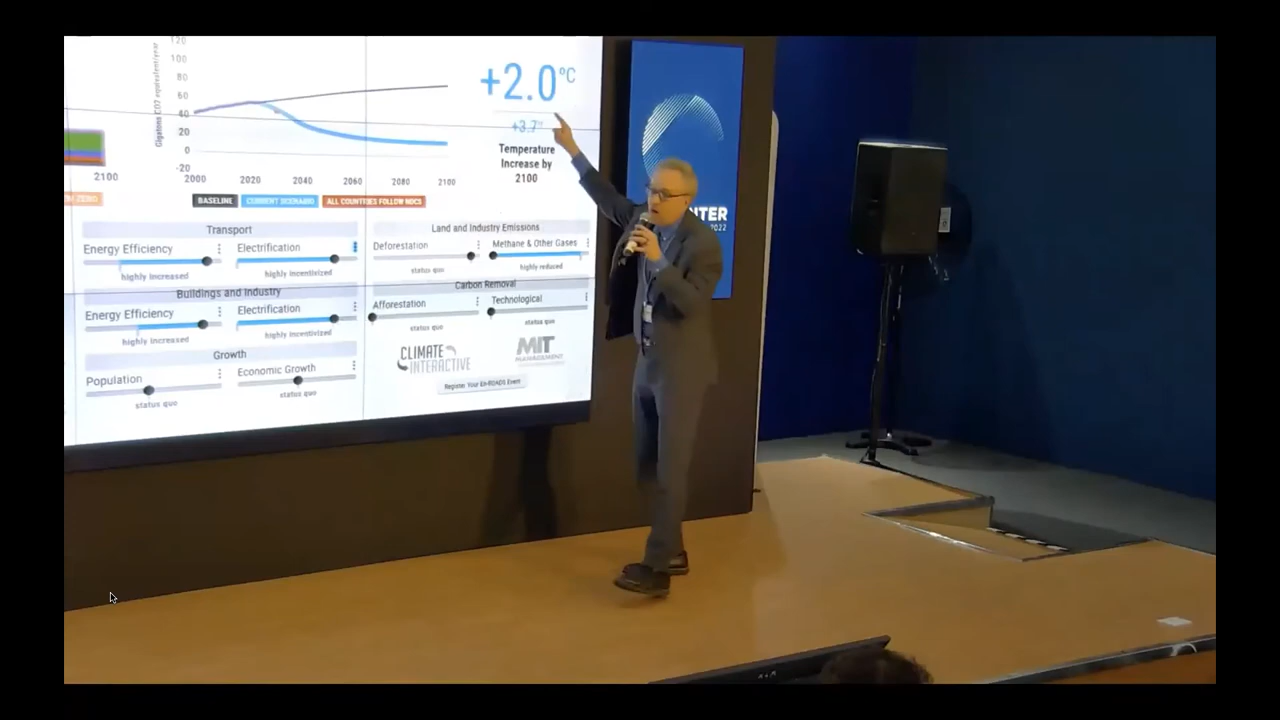 120
100
80
60
40
20
0
-20
Gigatons CO2 equivalent/year
2100
2000 2020 2040 2060 2080 2100
+2.0°C
+3.7°
Temperature
Increase by
2100
ZERO
BASELINE CURRENT SCENARIO ALL COUNTRIES FOLLOW NDCS
Transport
Energy Efficiency Electrification
highly increased highly incentivized
Buildings and Industry
Energy Efficiency Electrification
highly increased highly incentivized
Growth
Population Economic Growth
status quo status quo
Land and Industry Emissions
Deforestation Methane & Other Gases
status quo highly reduced
Carbon Removal
Afforestation Technological
status quo status quo
CLIMATE
INTERACTIVE
MIT
MANAGEMENT
Register Your En-ROADS Event
NTER
2022